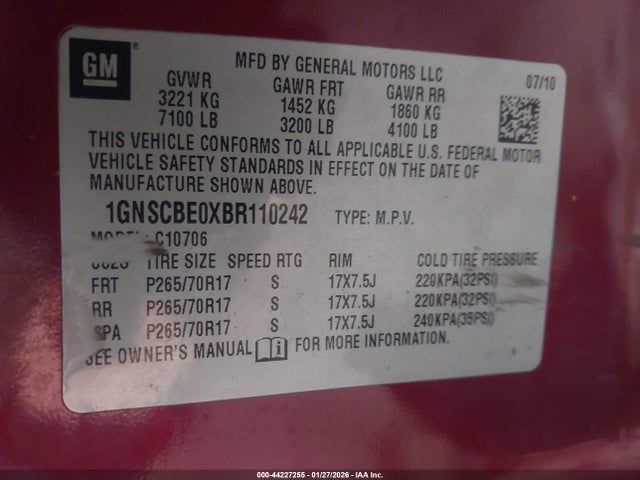 GM
MFD BY GENERAL MOTORS LLC 07/10
GVWR GAWR FRT GAWR RR
3221 KG 1452 KG 1860 KG
7100 LB 3200 LB 4100 LB
THIS VEHICLE CONFORMS TO ALL APPLICABLE U.S. FEDERAL MOTOR
VEHICLE SAFETY STANDARDS IN EFFECT ON THE DATE OF
MANUFACTURE SHOWN ABOVE.
1GNSCBE0XBR110242 TYPE: M.P.V.
MODEL: C10706
TIRE SIZE SPEED RTG RIM COLD TIRE PRESSURE
FRT P265/70R17 S 17X7.5J 220KPA(32PSI)
RR P265/70R17 S 17X7.5J 220KPA(32PSI)
SPA P265/70R17 S 17X7.5J 240KPA(35PSI)
SEE OWNER'S MANUAL FOR MORE INFORMATION.
000-44227255 - 01/27/2026 - IAA Corp.